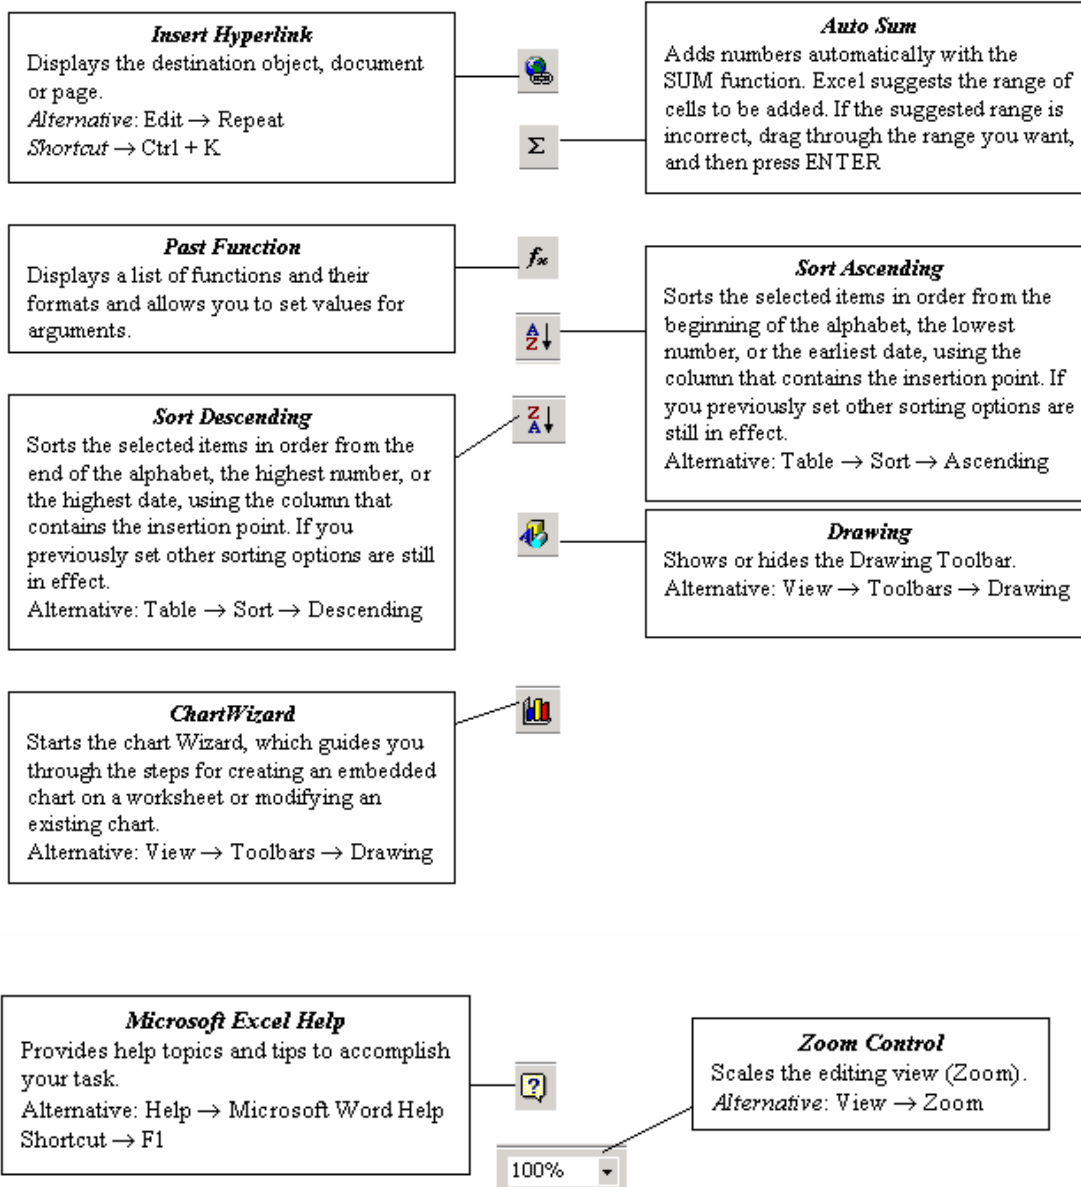 Insert Hyperlink
Displays the destination object, document
or page.
Alternative: Edit → Repeat
Shortcut → Ctrl + K
Auto Sum
Adds numbers automatically with the
SUM function. Excel suggests the range of
cells to be added. If the suggested range is
incorrect, drag through the range you want,
and then press ENTER
Σ
Past Function
Displays a list of functions and their
formats and allows you to set values for
arguments.
fx
Sort Ascending
Sorts the selected items in order from the
beginning of the alphabet, the lowest
number, or the earliest date, using the
column that contains the insertion point. If
you previously set other sorting options are
still in effect.
Alternative: Table → Sort → Ascending
A
Z
Sort Descending
Sorts the selected items in order from the
end of the alphabet, the highest number, or
the highest date, using the column that
contains the insertion point. If you
previously set other sorting options are still
in effect.
Alternative: Table → Sort → Descending
Z
A
Drawing
Shows or hides the Drawing Toolbar.
Alternative: View → Toolbars → Drawing
A
ChartWizard
Starts the chart Wizard, which guides you
through the steps for creating an embedded
chart on a worksheet or modifying an
existing chart.
Alternative: View → Toolbars → Drawing
Microsoft Excel Help
Provides help topics and tips to accomplish
your task.
Alternative: Help → Microsoft Word Help
Shortcut → F1
?
Zoom Control
Scales the editing view (Zoom).
Alternative: View → Zoom
100%